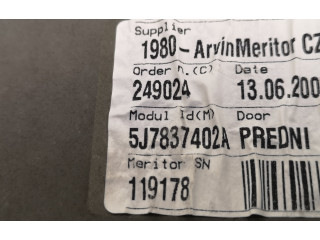 Supplier
1980-ArvinMeritor CZ
Order N.(C) Date
249024 13.06.200
Modul Id(M) Door
5J7837402A PREDNI
Meritor SN
119178